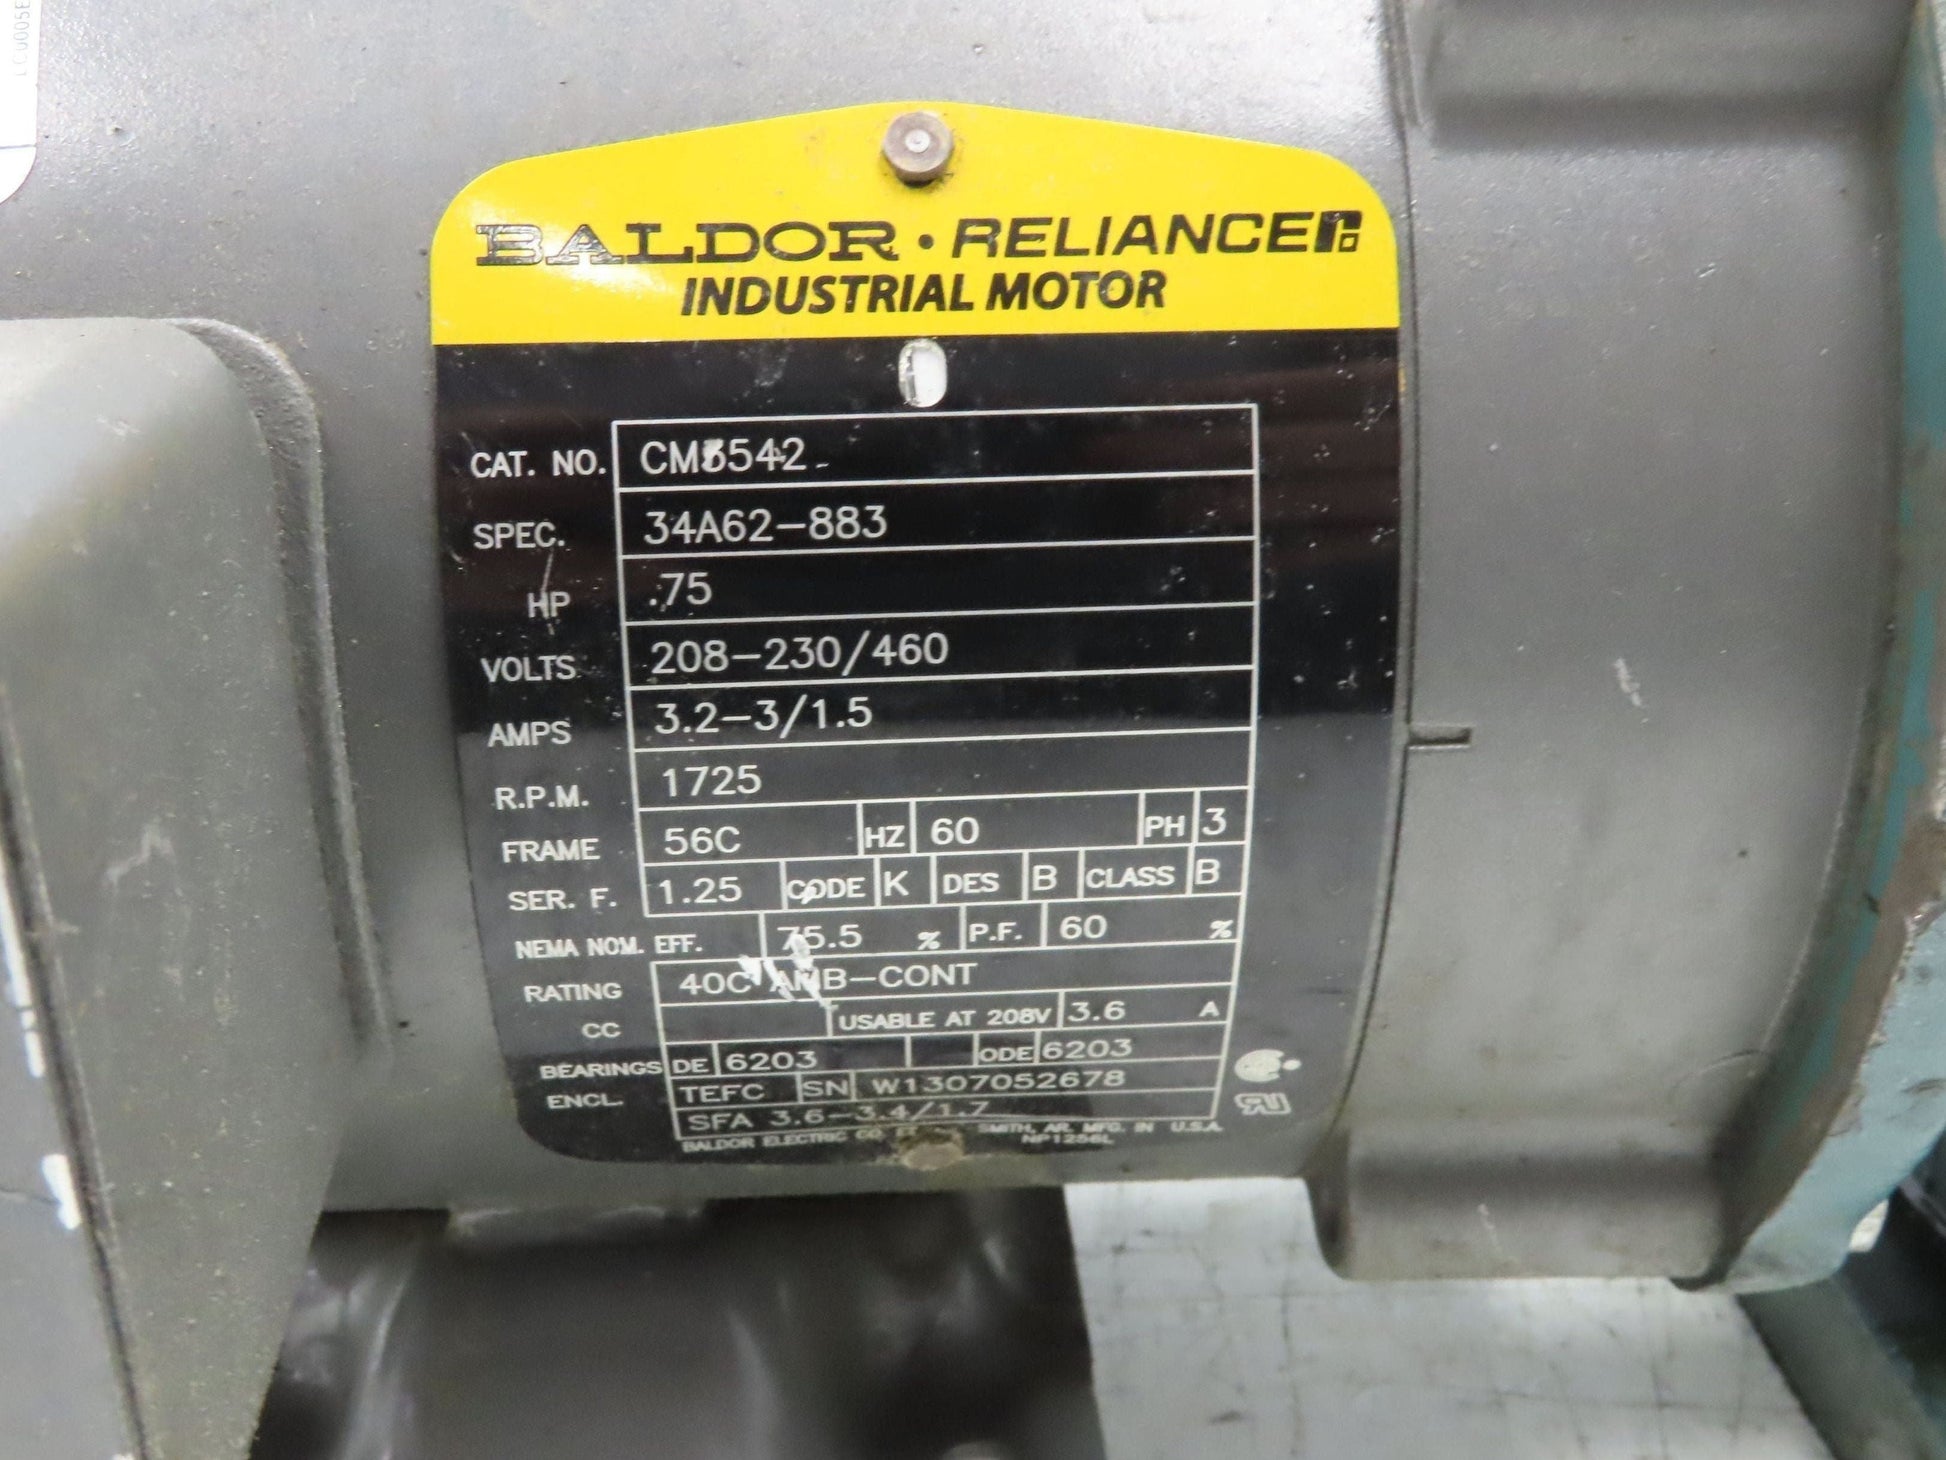 BALDOR · RELIANCE
INDUSTRIAL MOTOR
CAT. NO. CM3542
SPEC. 34A62-883
HP .75
VOLTS 208-230/460
AMPS 3.2-3/1.5
R.P.M. 1725
FRAME 56C HZ 60 PH 3
SER. F. 1.25 CODE K DES B CLASS B
NEMA NOM. EFF. 75.5 % P.F. 60 %
RATING 40C AMB-CONT
CC USABLE AT 208V 3.6 A
BEARINGS DE 6203 ODE 6203
ENCL. TEFC SN W1307052678
SFA 3.6-3.4/1.7
BALDOR ELECTRIC CO. SMITH, AR. MFG. IN U.S.A.
NP1256L